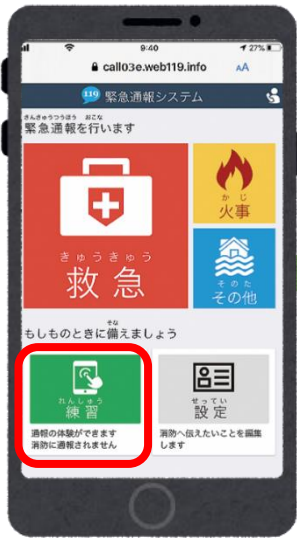 9:40
27%
call03e.web119.info
AA
119 緊急通報システム
きんきゅうつうほう おこな
緊急通報を行います
きゅうきゅう
救急
かじ
火事
そのた
その他
そな
もしものときに備えましょう
れんしゅう
練習
せってい
設定
通報の体験ができます
消防に通報されません
消防へ伝えたいことを編集
します